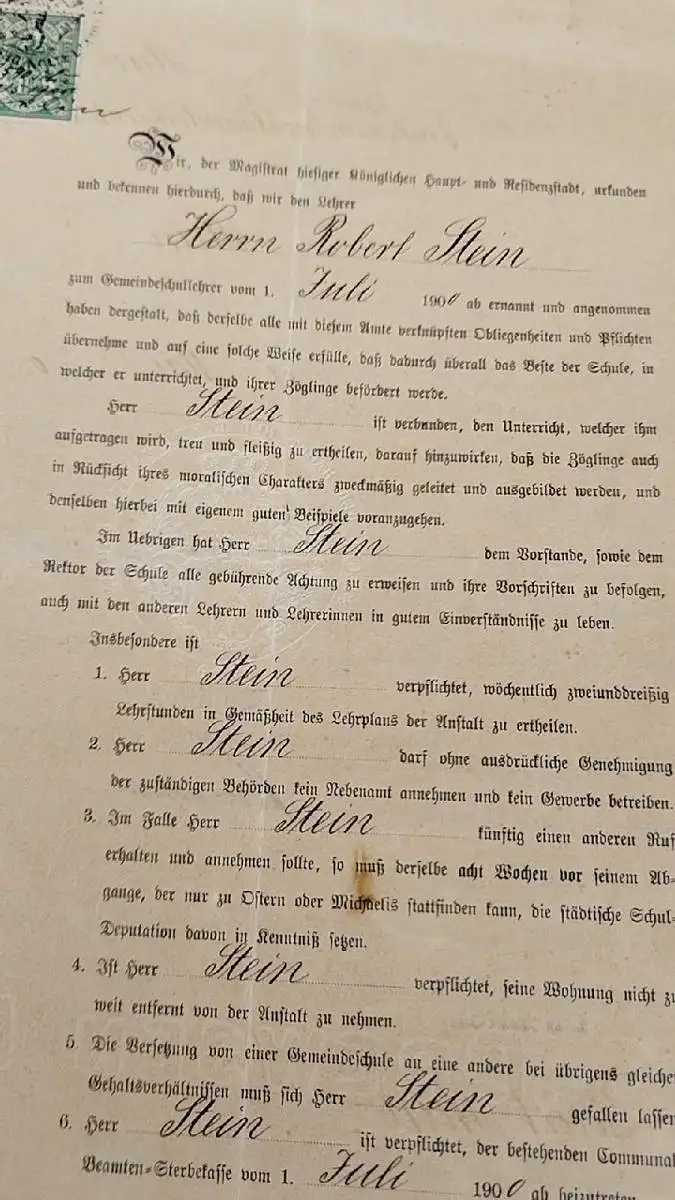 Wir, der Magistrat hiesiger Königlichen Haupt- und Residenzstadt, urkunden
und bekennen hierdurch, daß wir den Lehrer
Herrn Robert Stein
zum Gemeindeschullehrer vom 1. Juli 1900 ab ernannt und angenommen
haben dergestalt, daß derselbe alle mit diesem Amte verknüpften Obliegenheiten und Pflichten
übernehme und auf eine solche Weise erfülle, daß dadurch überall das Beste der Schule, in
welcher er unterrichtet, und ihrer Zöglinge befördert werde.
Herr Stein ist verbunden, den Unterricht, welcher ihm
aufgetragen wird, treu und fleißig zu ertheilen, darauf hinzuwirken, daß die Zöglinge auch
in Rücksicht ihres moralischen Charakters zweckmäßig geleitet und ausgebildet werden, und
denselben hierbei mit eigenem guten Beispiele voranzugehen.
Im Uebrigen hat Herr Stein dem Vorstande, sowie dem
Rektor der Schule alle gebührende Achtung zu erweisen und ihre Vorschriften zu befolgen,
auch mit den anderen Lehrern und Lehrerinnen in gutem Einverständnisse zu leben.
Insbesondere ist
1. Herr Stein verpflichtet, wöchentlich zweiunddreißig
Lehrstunden in Gemäßheit des Lehrplans der Anstalt zu ertheilen.
2. Herr Stein darf ohne ausdrückliche Genehmigung
der zuständigen Behörden kein Nebenamt annehmen und kein Gewerbe betreiben.
3. Im Falle Herr Stein künftig einen anderen Ruf
erhalten und annehmen sollte, so muß derselbe acht Wochen vor seinem Ab-
gange, der nur zu Ostern oder Michaelis stattfinden kann, die städtische Schul-
Deputation davon in Kenntniß setzen.
4. Ist Herr Stein verpflichtet, seine Wohnung nicht zu
weit entfernt von der Anstalt zu nehmen.
5. Die Versetzung von einer Gemeindeschule an eine andere bei übrigens gleichen
Gehaltsverhältnissen muß sich Herr Stein gefallen lassen
6. Herr Stein ist verpflichtet, der bestehenden Communal
Beamten-Sterbekasse vom 1. Juli 1900 ab beizutreten